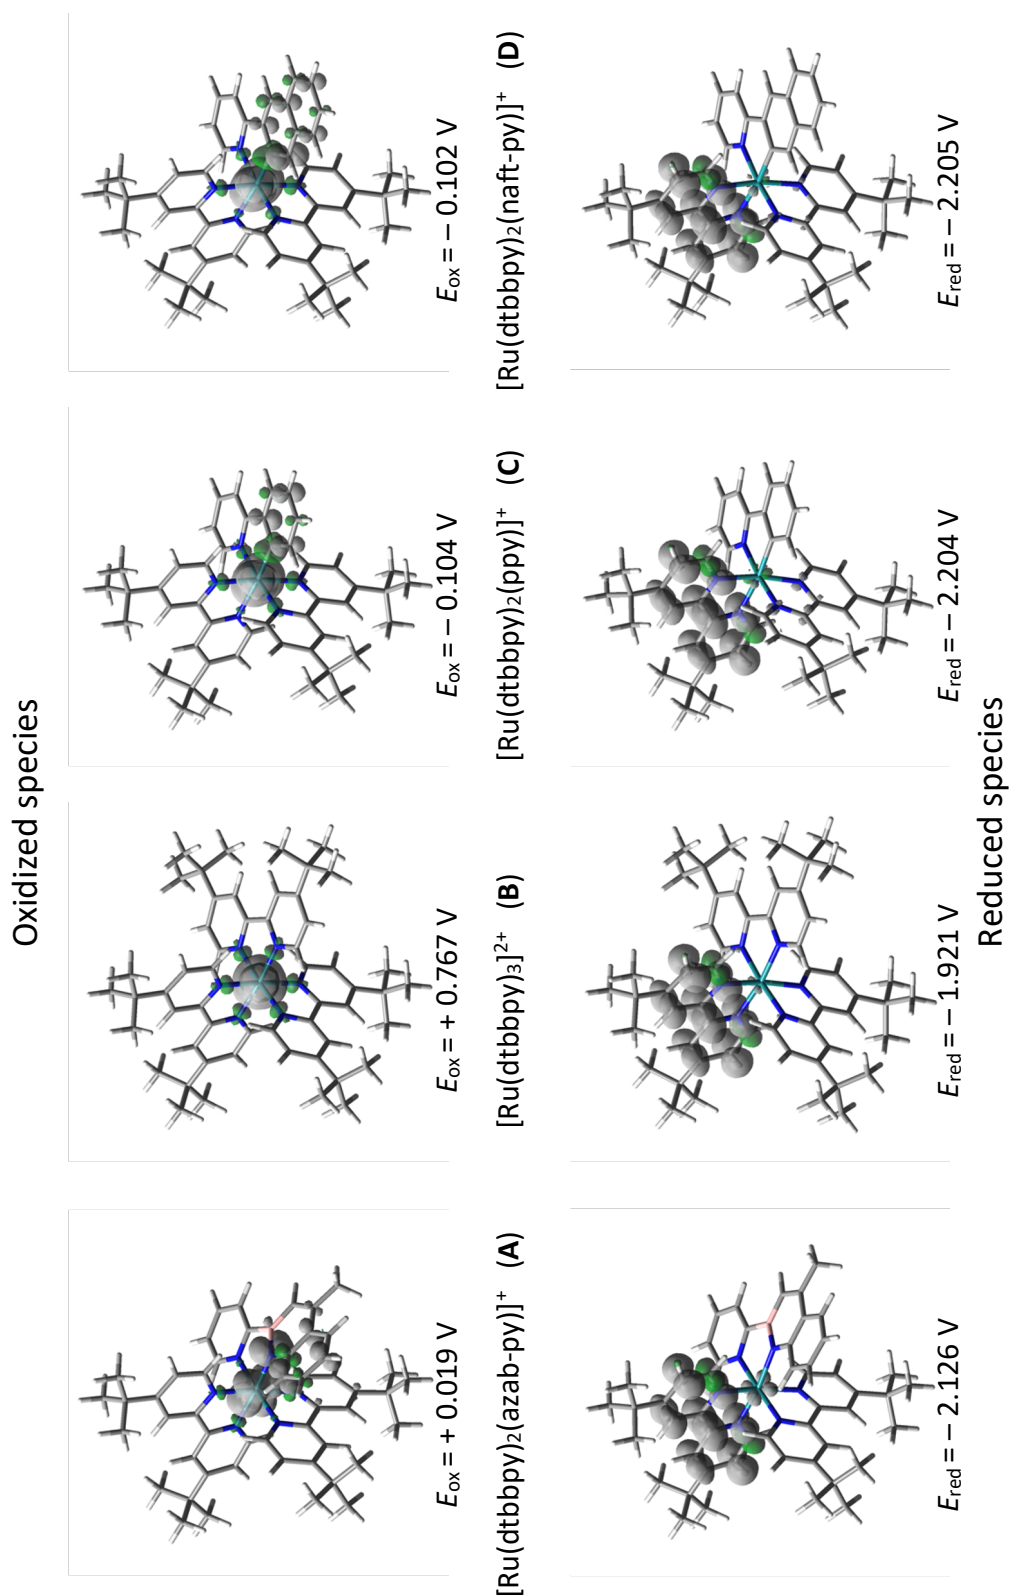 Oxidized species
E_ox = + 0.019 V
E_ox = + 0.767 V
E_ox = − 0.104 V
E_ox = − 0.102 V
[Ru(dtbbpy)₂(azab-py)]⁺ (A)
[Ru(dtbbpy)₃]²⁺ (B)
[Ru(dtbbpy)₂(ppy)]⁺ (C)
[Ru(dtbbpy)₂(naft-py)]⁺ (D)
E_red = − 2.126 V
E_red = − 1.921 V
E_red = − 2.204 V
E_red = − 2.205 V
Reduced species